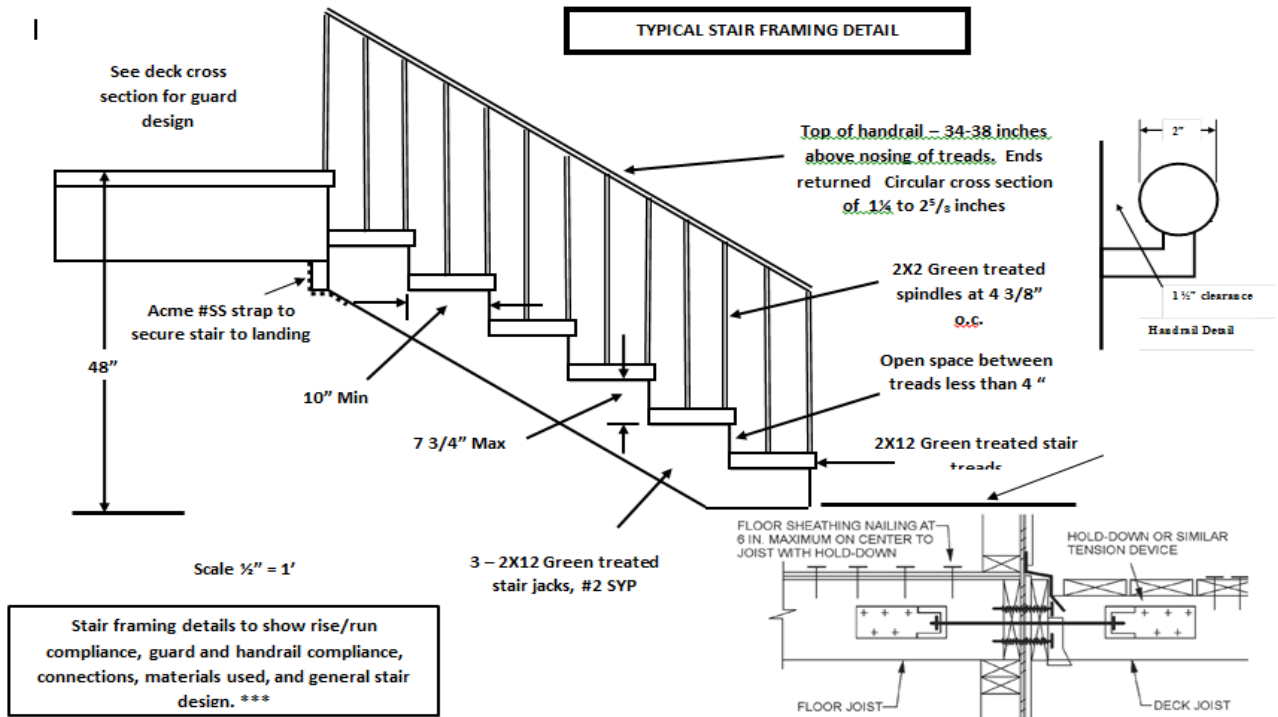 TYPICAL STAIR FRAMING DETAIL
See deck cross
section for guard
design
Top of handrail – 34-38 inches
above nosing of treads. Ends
returned Circular cross section
of 1¼ to 2⁵/₈ inches
2"
1 ½" clearance
Handrail Detail
2X2 Green treated
spindles at 4 3/8”
o.c.
Acme #SS strap to
secure stair to landing
48”
10” Min
7 3/4” Max
Open space between
treads less than 4 “
2X12 Green treated stair
treads
3 – 2X12 Green treated
stair jacks, #2 SYP
Scale ½” = 1’
Stair framing details to show rise/run
compliance, guard and handrail compliance,
connections, materials used, and general stair
design. ***
FLOOR SHEATHING NAILING AT
6 IN. MAXIMUM ON CENTER TO
JOIST WITH HOLD-DOWN
HOLD-DOWN OR SIMILAR
TENSION DEVICE
FLOOR JOIST
DECK JOIST